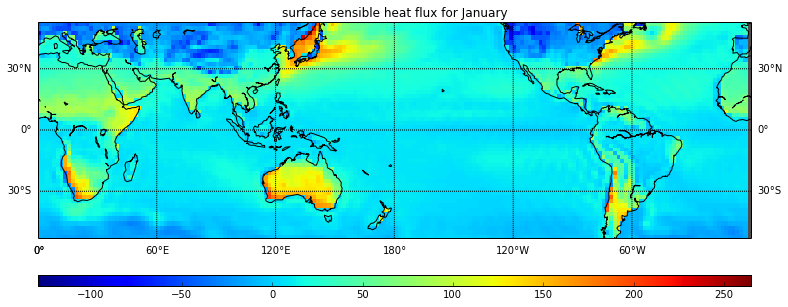 surface sensible heat flux for January
30°N 30°N
0° 0°
30°S 30°S
0° 60°E 120°E 180° 120°W 60°W
−100 −50 0 50 100 150 200 250